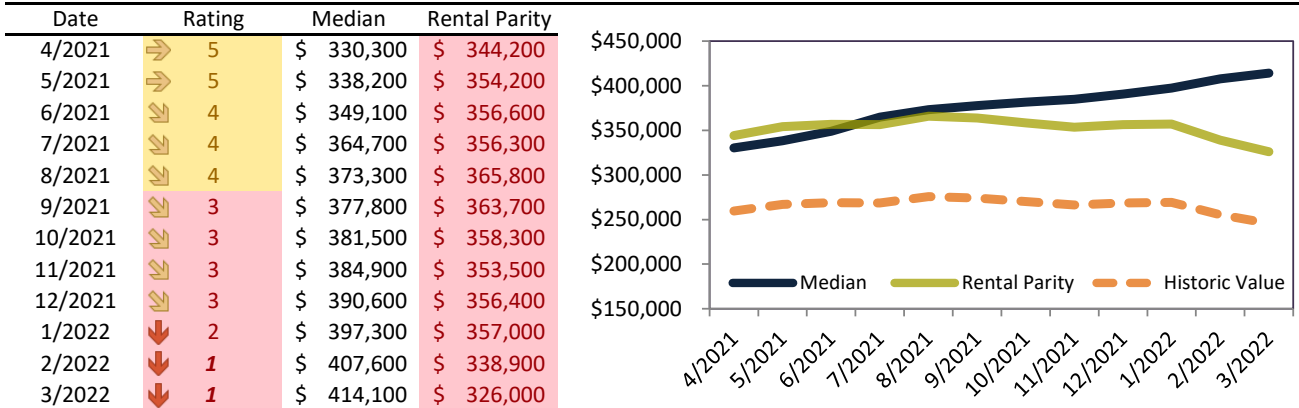 Date Rating Median Rental Parity
4/2021 5 $ 330,300 $ 344,200
5/2021 5 $ 338,200 $ 354,200
6/2021 4 $ 349,100 $ 356,600
7/2021 4 $ 364,700 $ 356,300
8/2021 4 $ 373,300 $ 365,800
9/2021 3 $ 377,800 $ 363,700
10/2021 3 $ 381,500 $ 358,300
11/2021 3 $ 384,900 $ 353,500
12/2021 3 $ 390,600 $ 356,400
1/2022 2 $ 397,300 $ 357,000
2/2022 1 $ 407,600 $ 338,900
3/2022 1 $ 414,100 $ 326,000
$450,000
$400,000
$350,000
$300,000
$250,000
$200,000
$150,000
Median Rental Parity Historic Value
4/2021 5/2021 6/2021 7/2021 8/2021 9/2021 10/2021 11/2021 12/2021 1/2022 2/2022 3/2022